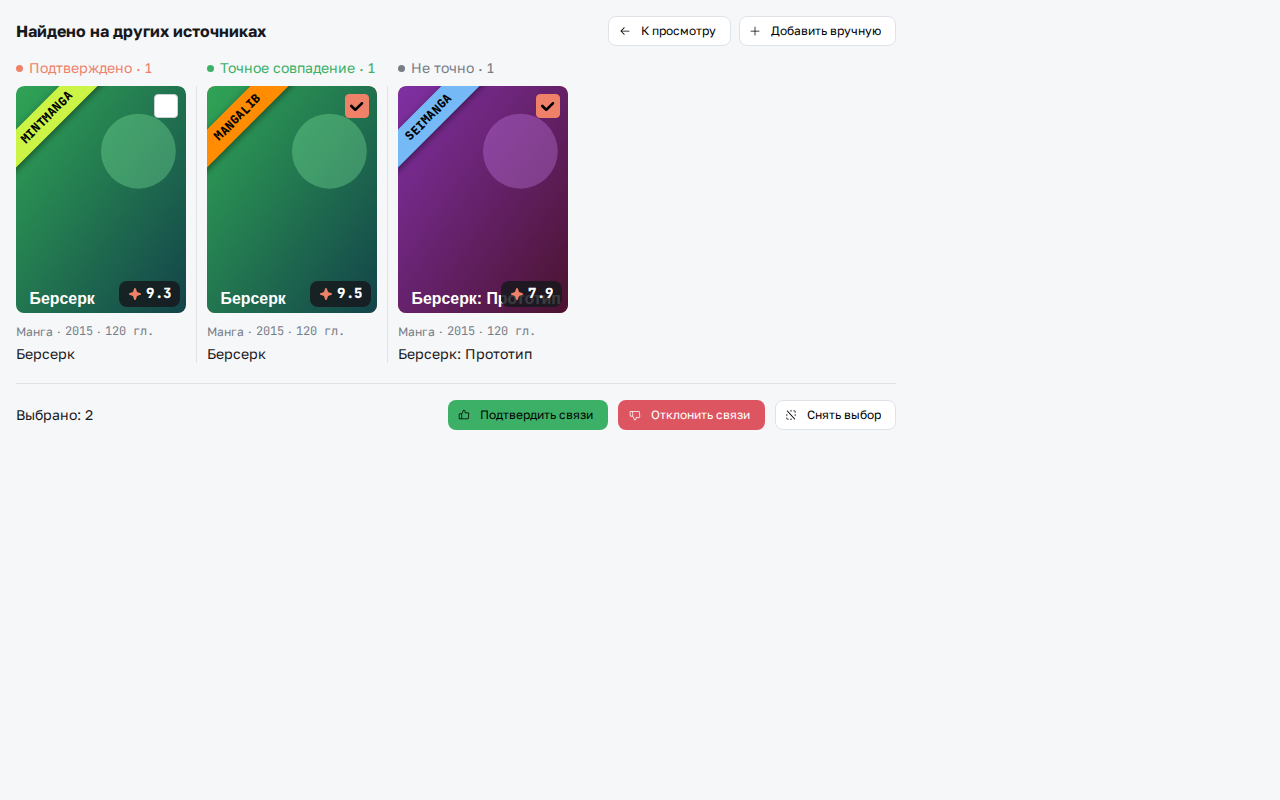 Найдено на других источниках
К просмотру
Добавить вручную
Подтверждено · 1
Точное совпадение · 1
Не точно · 1
MINTMANGA
MANGALIB
SEIMANGA
Берсерк
9.3
Берсерк
9.5
Берсерк: Прототип
7.9
Манга · 2015 · 120 гл.
Манга · 2015 · 120 гл.
Манга · 2015 · 120 гл.
Берсерк
Берсерк
Берсерк: Прототип
Выбрано: 2
Подтвердить связи
Отклонить связи
Снять выбор